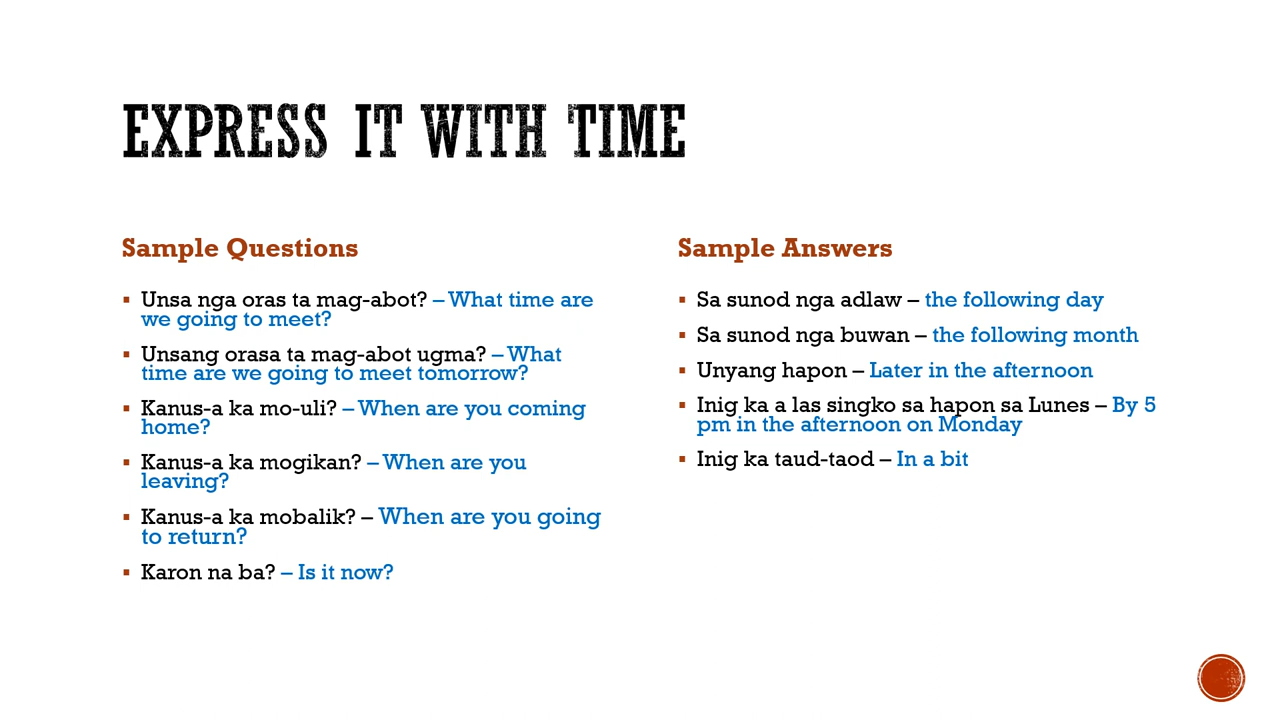 EXPRESS IT WITH TIME
Sample Questions
Unsa nga oras ta mag-abot? – What time are
we going to meet?
Unsang orasa ta mag-abot ugma? – What
time are we going to meet tomorrow?
Kanus-a ka mo-uli? – When are you coming
home?
Kanus-a ka mogikan? – When are you
leaving?
Kanus-a ka mobalik? – When are you going
to return?
Karon na ba? – Is it now?
Sample Answers
Sa sunod nga adlaw – the following day
Sa sunod nga buwan – the following month
Unyang hapon – Later in the afternoon
Inig ka a las singko sa hapon sa Lunes – By 5
pm in the afternoon on Monday
Inig ka taud-taod – In a bit